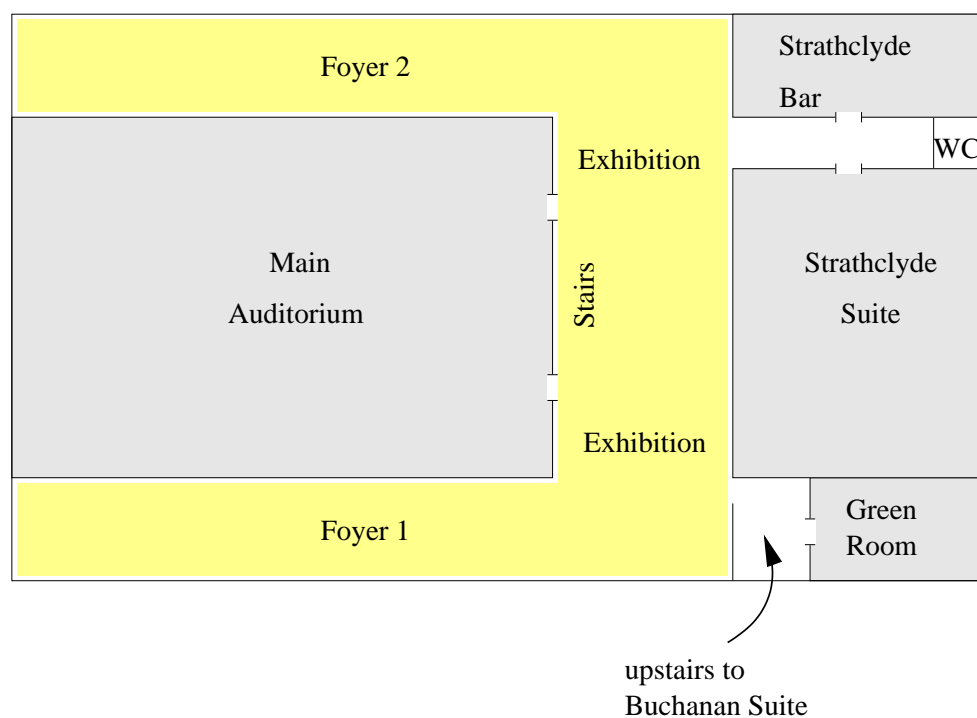 Foyer 2
Strathclyde
Bar
Exhibition
WC
Main
Auditorium
Stairs
Strathclyde
Suite
Exhibition
Foyer 1
Green
Room
upstairs to
Buchanan Suite